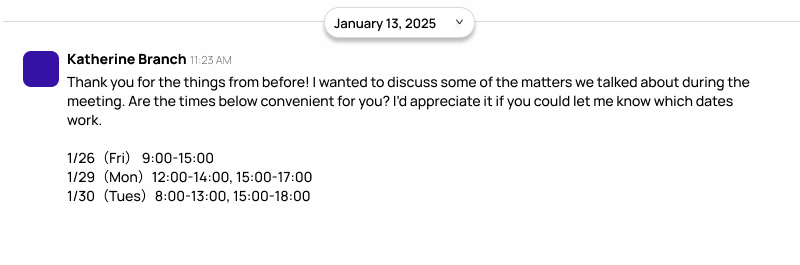 January 13, 2025
Katherine Branch 11:23 AM
Thank you for the things from before! I wanted to discuss some of the matters we talked about during the
meeting. Are the times below convenient for you? I'd appreciate it if you could let me know which dates
work.
1/26（Fri） 9:00-15:00
1/29（Mon）12:00-14:00, 15:00-17:00
1/30（Tues）8:00-13:00, 15:00-18:00